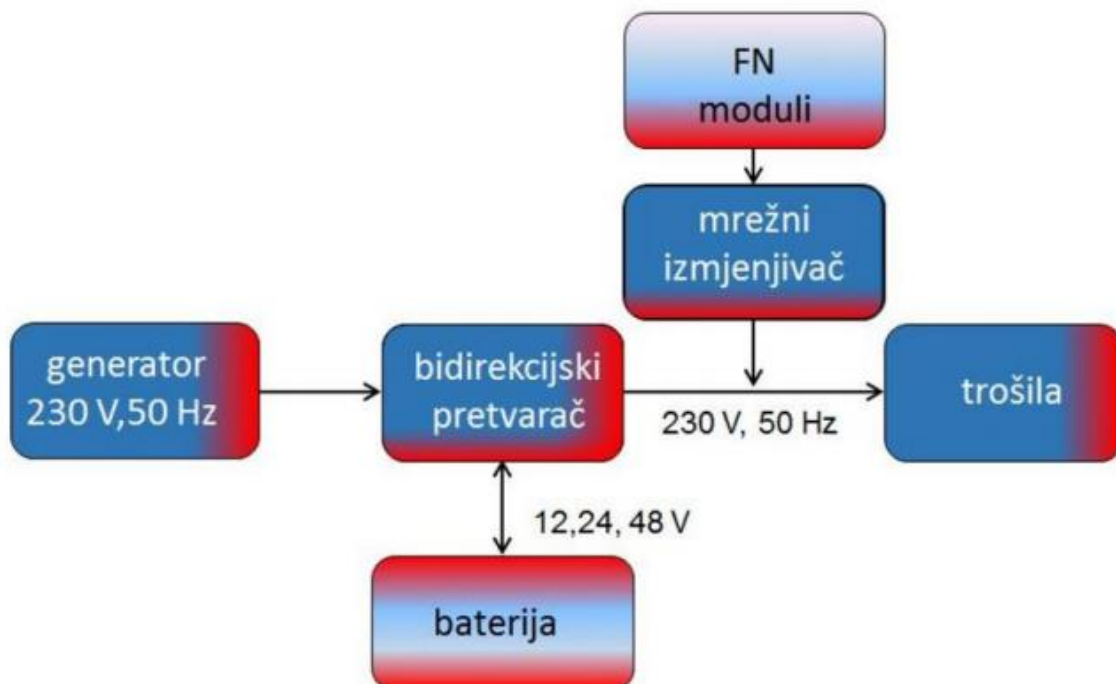 FN
moduli
mrežni
izmjenjivač
generator
230 V,50 Hz
bidirekcijski
pretvarač
230 V, 50 Hz
trošila
12,24, 48 V
baterija